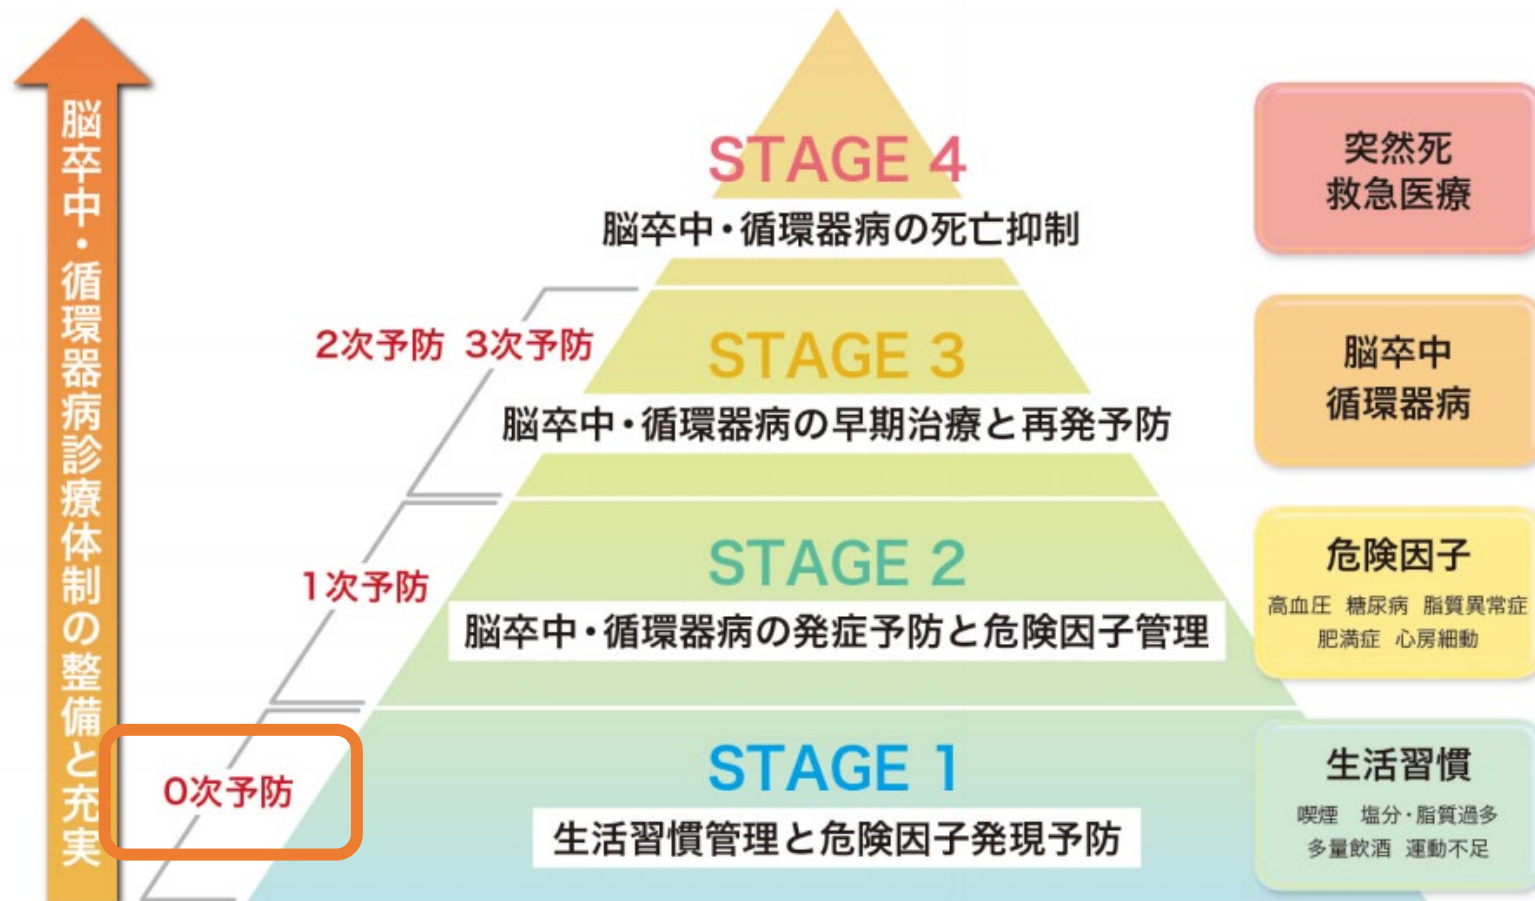 脳卒中・循環器病診療体制の整備と充実
STAGE 4
脳卒中・循環器病の死亡抑制
突然死
救急医療
2次予防 3次予防
STAGE 3
脳卒中・循環器病の早期治療と再発予防
脳卒中
循環器病
1次予防
STAGE 2
脳卒中・循環器病の発症予防と危険因子管理
危険因子
高血圧 糖尿病 脂質異常症
肥満症 心房細動
0次予防
STAGE 1
生活習慣管理と危険因子発現予防
生活習慣
喫煙 塩分・脂質過多
多量飲酒 運動不足